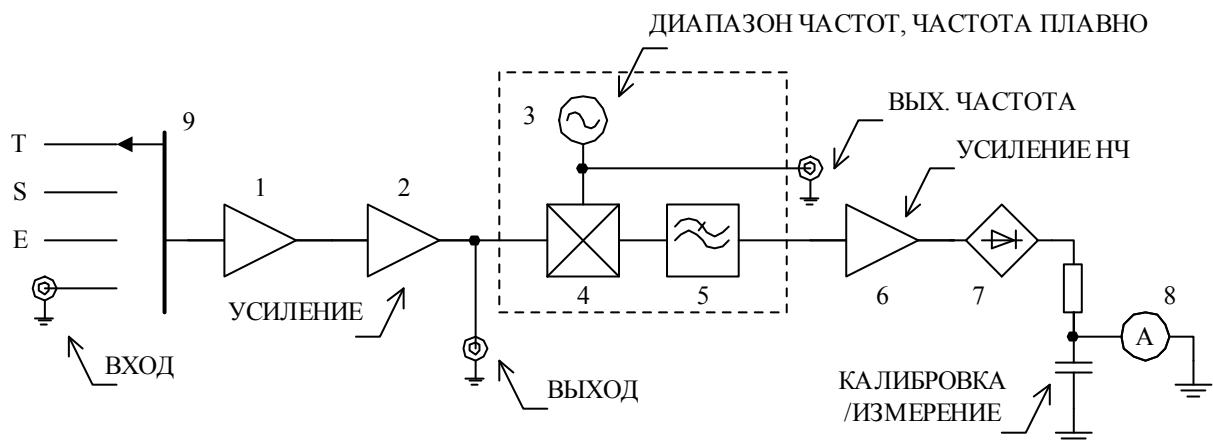 ДИАПАЗОН ЧАСТОТ, ЧАСТОТА ПЛАВНО
3
ВЫХ. ЧАСТОТА
9
T
УСИЛЕНИЕ НЧ
S
1
2
E
4
5
6
7
8
УСИЛЕНИЕ
A
ВХОД
ВЫХОД
КАЛИБРОВКА
/ИЗМЕРЕНИЕ